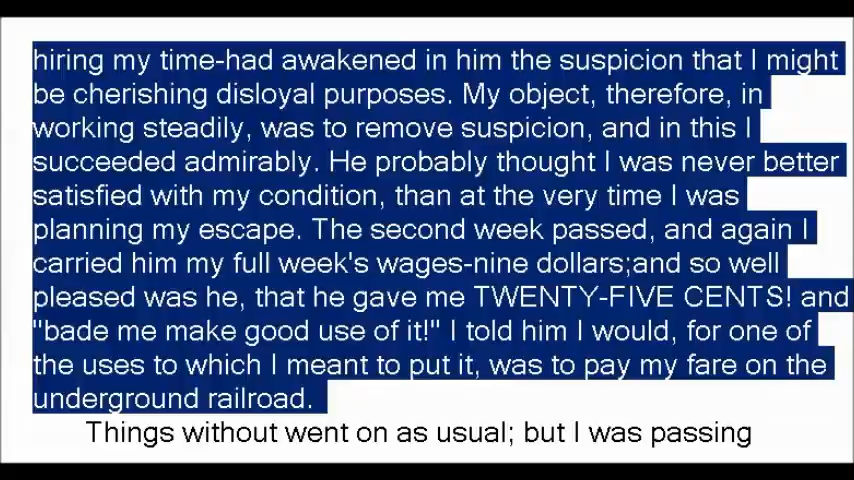 hiring my time-had awakened in him the suspicion that I might
be cherishing disloyal purposes. My object, therefore, in
working steadily, was to remove suspicion, and in this I
succeeded admirably. He probably thought I was never better
satisfied with my condition, than at the very time I was
planning my escape. The second week passed, and again I
carried him my full week's wages-nine dollars;and so well
pleased was he, that he gave me TWENTY-FIVE CENTS! and
"bade me make good use of it!" I told him I would, for one of
the uses to which I meant to put it, was to pay my fare on the
underground railroad.
Things without went on as usual; but I was passing